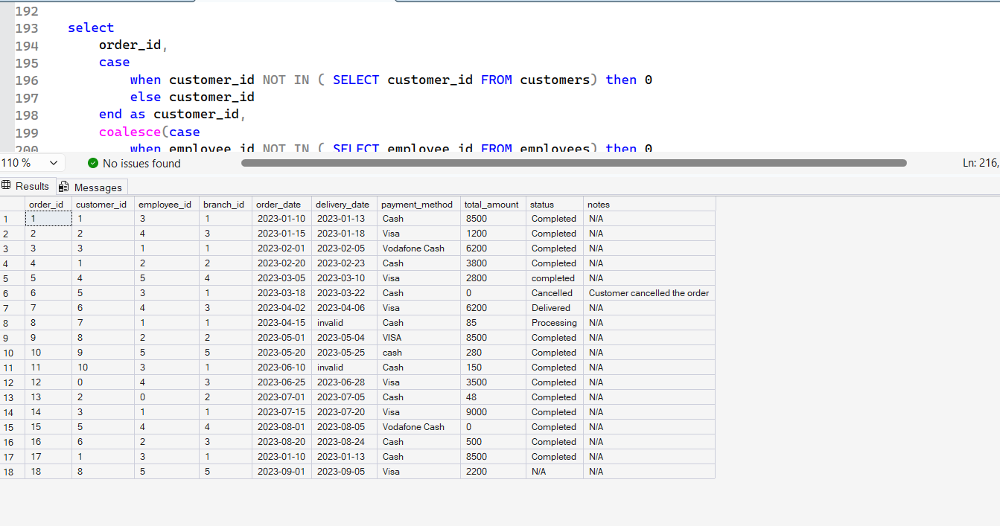 192
193 select
194 order_id,
195 case
196 when customer_id NOT IN ( SELECT customer_id FROM customers) then 0
197 else customer_id
198 end as customer_id,
199 coalesce(case
200 when employee_id NOT IN ( SELECT employee_id FROM employees) then 0
110 % No issues found Ln: 216,
Results Messages
order_id customer_id employee_id branch_id order_date delivery_date payment_method total_amount status notes
1 1 1 3 1 2023-01-10 2023-01-13 Cash 8500 Completed N/A
2 2 2 4 3 2023-01-15 2023-01-18 Visa 1200 Completed N/A
3 3 3 1 1 2023-02-01 2023-02-05 Vodafone Cash 6200 Completed N/A
4 4 1 2 2 2023-02-20 2023-02-23 Cash 3800 Completed N/A
5 5 4 5 4 2023-03-05 2023-03-10 Visa 2800 completed N/A
6 6 5 3 1 2023-03-18 2023-03-22 Cash 0 Cancelled Customer cancelled the order
7 7 6 4 3 2023-04-02 2023-04-06 Visa 6200 Delivered N/A
8 8 7 1 1 2023-04-15 invalid Cash 85 Processing N/A
9 9 8 2 2 2023-05-01 2023-05-04 VISA 8500 Completed N/A
10 10 9 5 5 2023-05-20 2023-05-25 cash 280 Completed N/A
11 11 10 3 1 2023-06-10 invalid Cash 150 Completed N/A
12 12 0 4 3 2023-06-25 2023-06-28 Visa 3500 Completed N/A
13 13 2 0 2 2023-07-01 2023-07-05 Cash 48 Completed N/A
14 14 3 1 1 2023-07-15 2023-07-20 Visa 9000 Completed N/A
15 15 5 4 4 2023-08-01 2023-08-05 Vodafone Cash 0 Completed N/A
16 16 6 2 3 2023-08-20 2023-08-24 Cash 500 Completed N/A
17 17 1 3 1 2023-01-10 2023-01-13 Cash 8500 Completed N/A
18 18 8 5 5 2023-09-01 2023-09-05 Visa 2200 N/A N/A